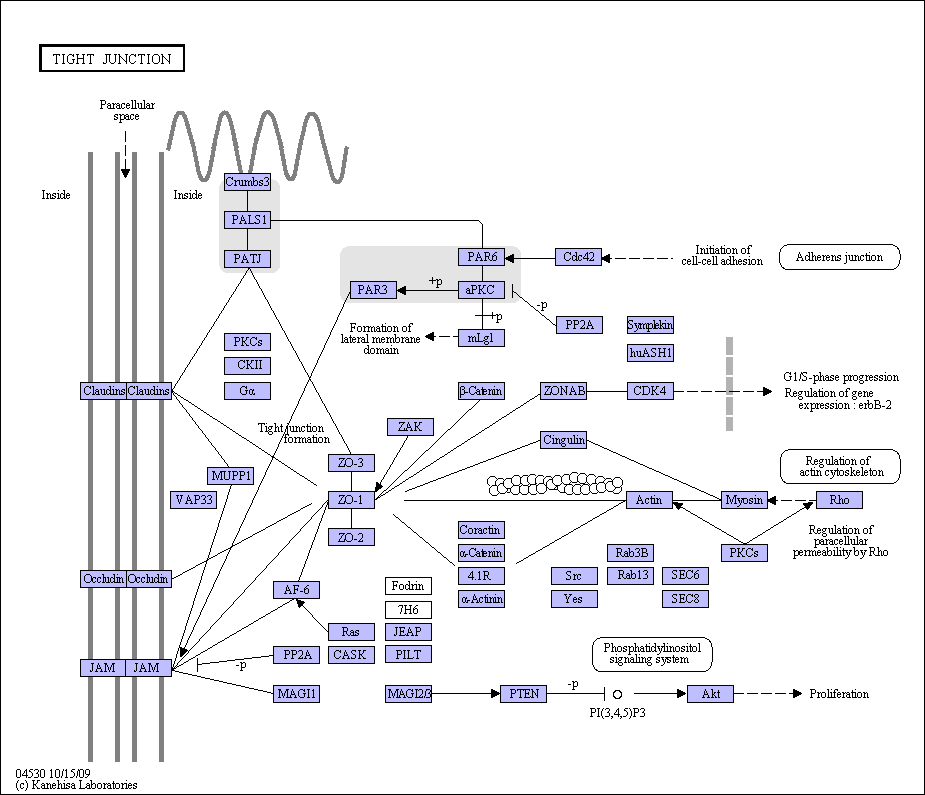 TIGHT JUNCTION
Paracellular
space
Inside
Inside
Crumbs3
PALS1
PATJ
PAR6
Cdc42
Initiation of
cell-cell adhesion
Adherens junction
PAR3
+p
aPKC
-p
+p
PP2A
Symplekin
Formation of
lateral membrane
domain
mLgl
PKCs
huASH1
CKII
Claudins
Claudins
Gα
β-Catenin
ZONAB
CDK4
G1/S-phase progression
Regulation of gene
expression : erbB-2
Tight junction
formation
ZAK
Cingulin
ZO-3
MUPP1
Regulation of
actin cytoskeleton
VAP33
ZO-1
Actin
Myosin
Rho
ZO-2
Coractin
Regulation of
paracellular
permeability by Rho
α-Catenin
Rab3B
PKCs
Occludin
Occludin
4.1R
Src
Rab13
SEC6
AF-6
Fodrin
α-Actinin
Yes
SEC8
7H6
Ras
JEAP
PP2A
CASK
PILT
Phosphatidylinositol
signaling system
JAM
JAM
-p
MAGI1
MAGI2/3
PTEN
-p
Akt
Proliferation
PI(3,4,5)P3
04530 10/15/09
(c) Kanehisa Laboratories